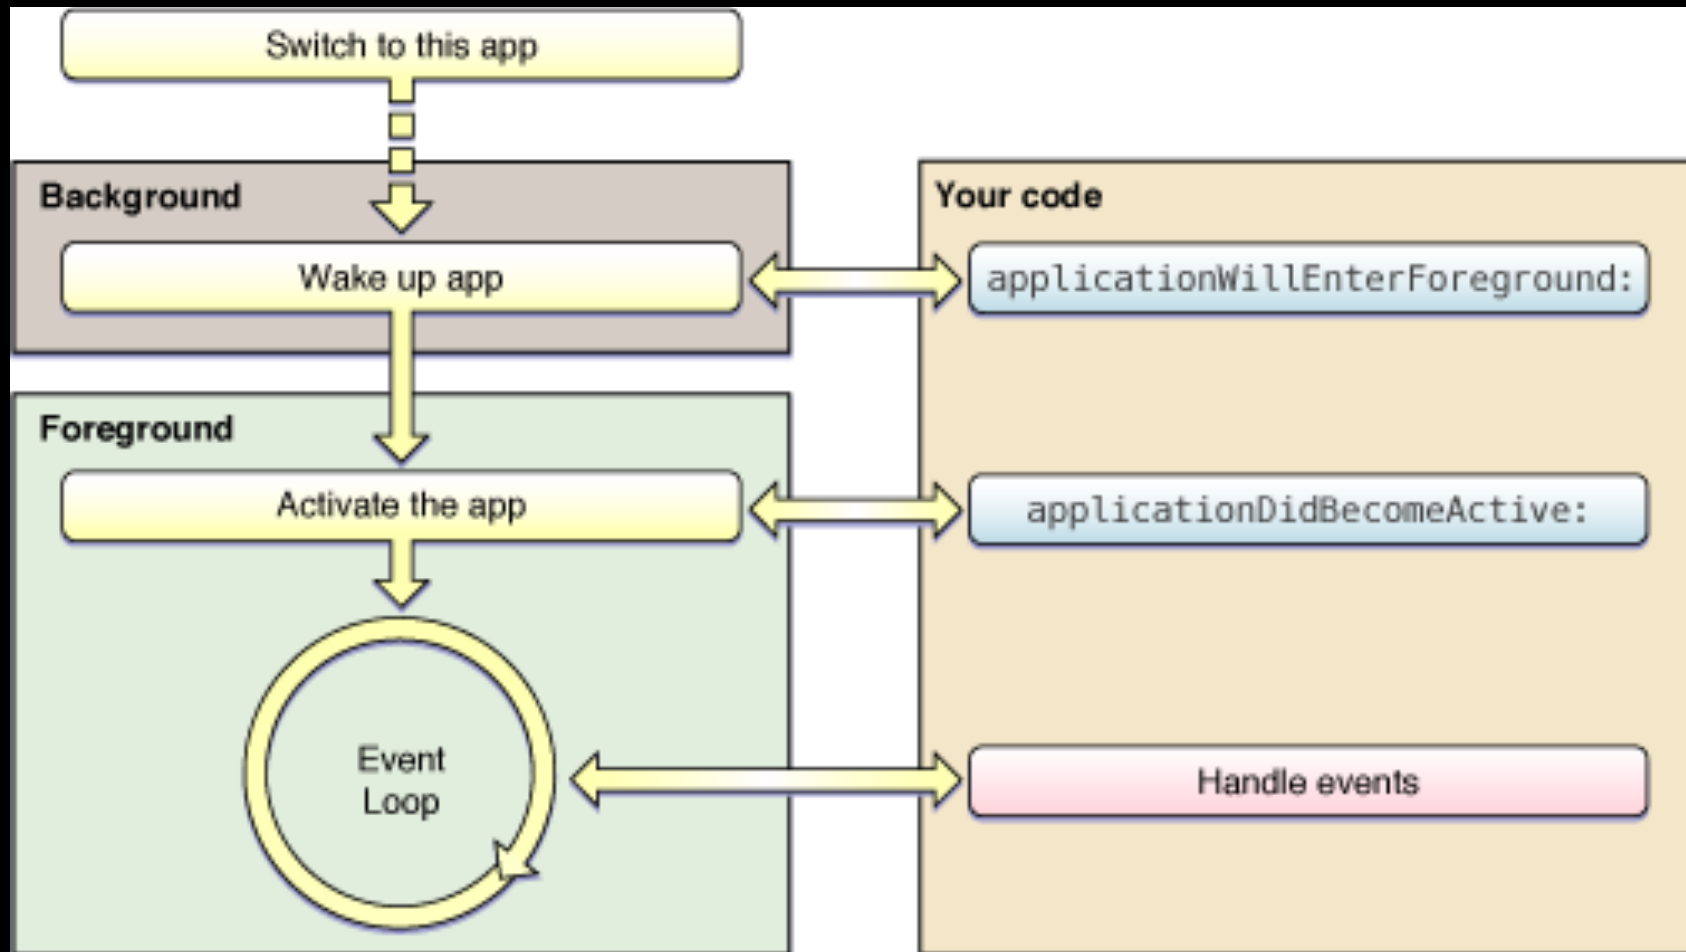 Switch to this app
Background
Your code
Wake up app
applicationWillEnterForeground:
Foreground
Activate the app
applicationDidBecomeActive:
Event
Loop
Handle events